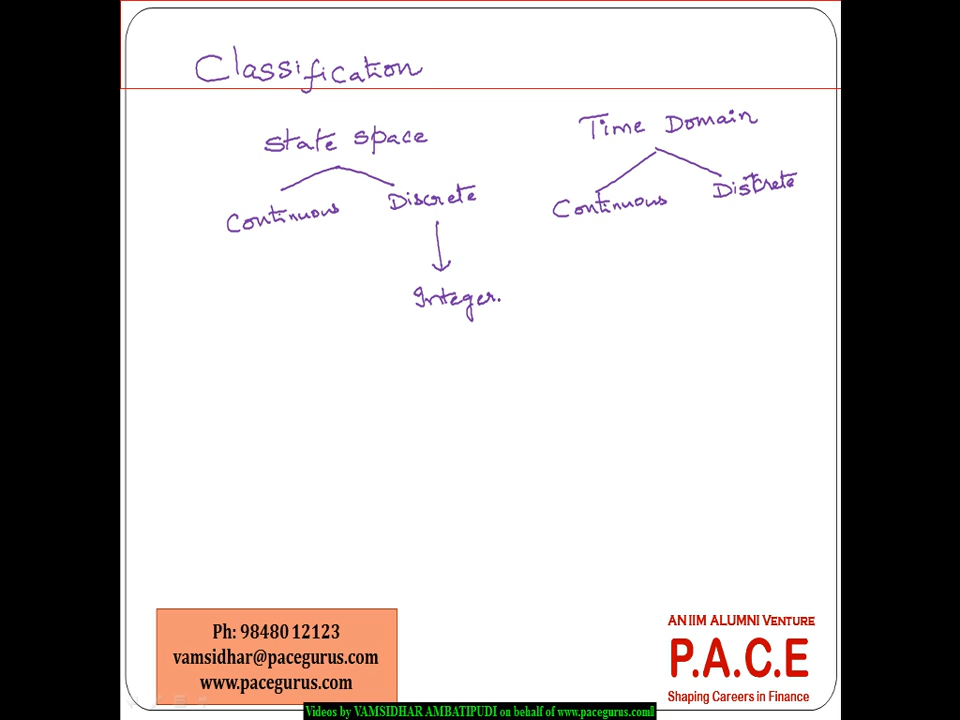 Classification
State space
Time Domain
Continuous
Discrete
Continuous
Discrete
Integer.
Ph: 98480 12123
vamsidhar@pacegurus.com
www.pacegurus.com
AN IIM ALUMNI VENTURE
P.A.C.E
Shaping Careers in Finance
Videos by VAMSIDHAR AMBATIPUDI on behalf of www.pacegurus.com